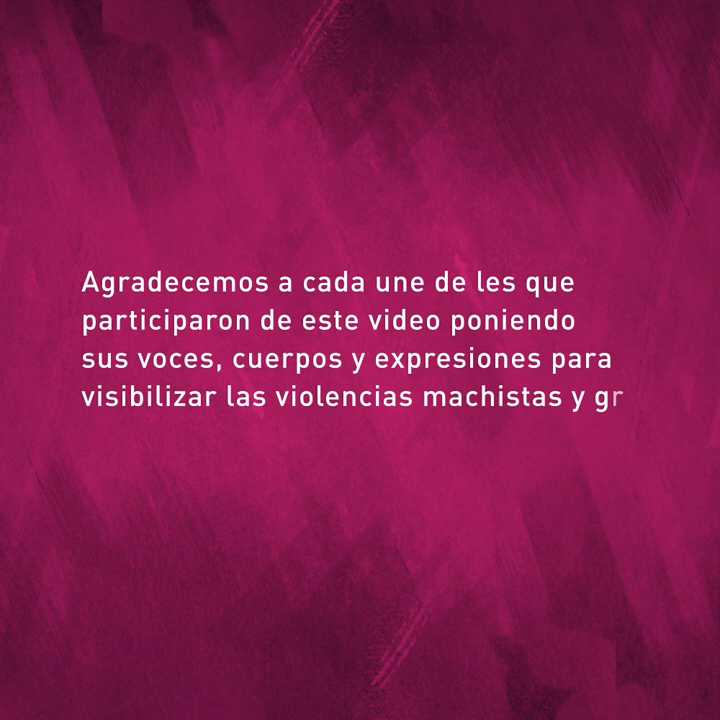 Agradecemos a cada une de les que
participaron de este video poniendo
sus voces, cuerpos y expresiones para
visibilizar las violencias machistas y gr